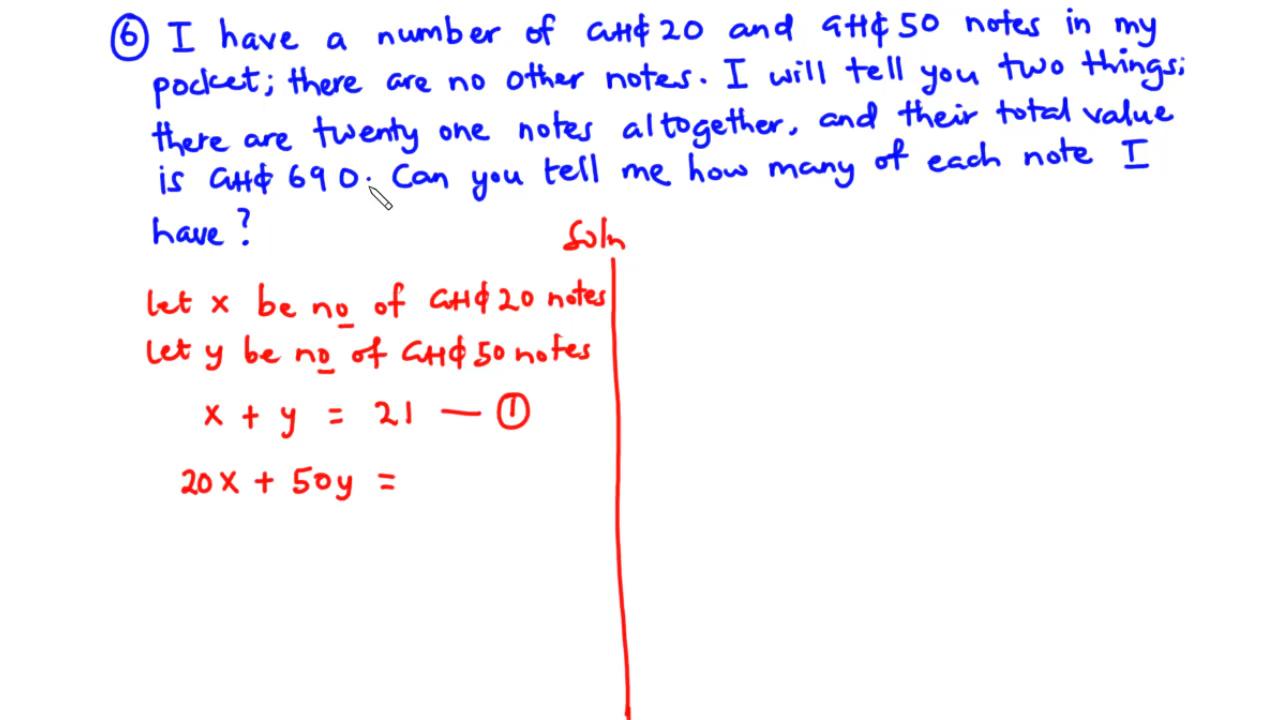 ⑥ I have a number of GH¢20 and GH¢50 notes in my
pocket; there are no other notes. I will tell you two things;
there are twenty one notes altogether, and their total value
is GH¢ 690. Can you tell me how many of each note I
have?
Soln
Let x be no of GH¢20 notes
Let y be no of GH¢50 notes
x + y = 21 — ①
20x + 50y =